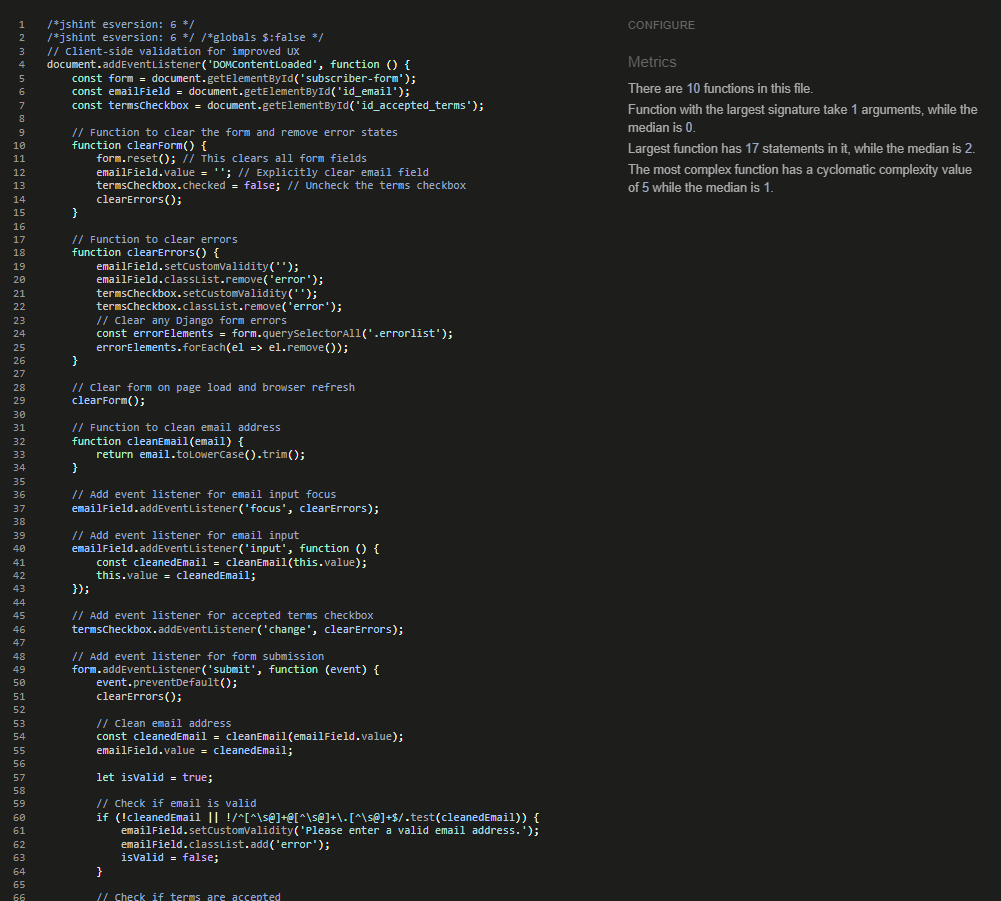 1 /*jshint esversion: 6 */
2 /*jshint esversion: 6 */ /*globals $:false */
3 // Client-side validation for improved UX
4 document.addEventListener('DOMContentLoaded', function () {
5 const form = document.getElementById('subscriber-form');
6 const emailField = document.getElementById('id_email');
7 const termsCheckbox = document.getElementById('id_accepted_terms');
8
9 // Function to clear the form and remove error states
10 function clearForm() {
11 form.reset(); // This clears all form fields
12 emailField.value = ''; // Explicitly clear email field
13 termsCheckbox.checked = false; // Uncheck the terms checkbox
14 clearErrors();
15 }
16
17 // Function to clear errors
18 function clearErrors() {
19 emailField.setCustomValidity('');
20 emailField.classList.remove('error');
21 termsCheckbox.setCustomValidity('');
22 termsCheckbox.classList.remove('error');
23 // Clear any Django form errors
24 const errorElements = form.querySelectorAll('.errorlist');
25 errorElements.forEach(el => el.remove());
26 }
27
28 // Clear form on page load and browser refresh
29 clearForm();
30
31 // Function to clean email address
32 function cleanEmail(email) {
33 return email.toLowerCase().trim();
34 }
35
36 // Add event listener for email input focus
37 emailField.addEventListener('focus', clearErrors);
38
39 // Add event listener for email input
40 emailField.addEventListener('input', function () {
41 const cleanedEmail = cleanEmail(this.value);
42 this.value = cleanedEmail;
43 });
44
45 // Add event listener for accepted terms checkbox
46 termsCheckbox.addEventListener('change', clearErrors);
47
48 // Add event listener for form submission
49 form.addEventListener('submit', function (event) {
50 event.preventDefault();
51 clearErrors();
52
53 // Clean email address
54 const cleanedEmail = cleanEmail(emailField.value);
55 emailField.value = cleanedEmail;
56
57 let isValid = true;
58
59 // Check if email is valid
60 if (!cleanedEmail || !/^[^\s@]+@[^\s@]+\.[^\s@]+$/.test(cleanedEmail)) {
61 emailField.setCustomValidity('Please enter a valid email address.');
62 emailField.classList.add('error');
63 isValid = false;
64 }
65
66 // Check if terms are accepted
CONFIGURE
Metrics
There are 10 functions in this file.
Function with the largest signature take 1 arguments, while the
median is 0.
Largest function has 17 statements in it, while the median is 2.
The most complex function has a cyclomatic complexity value
of 5 while the median is 1.